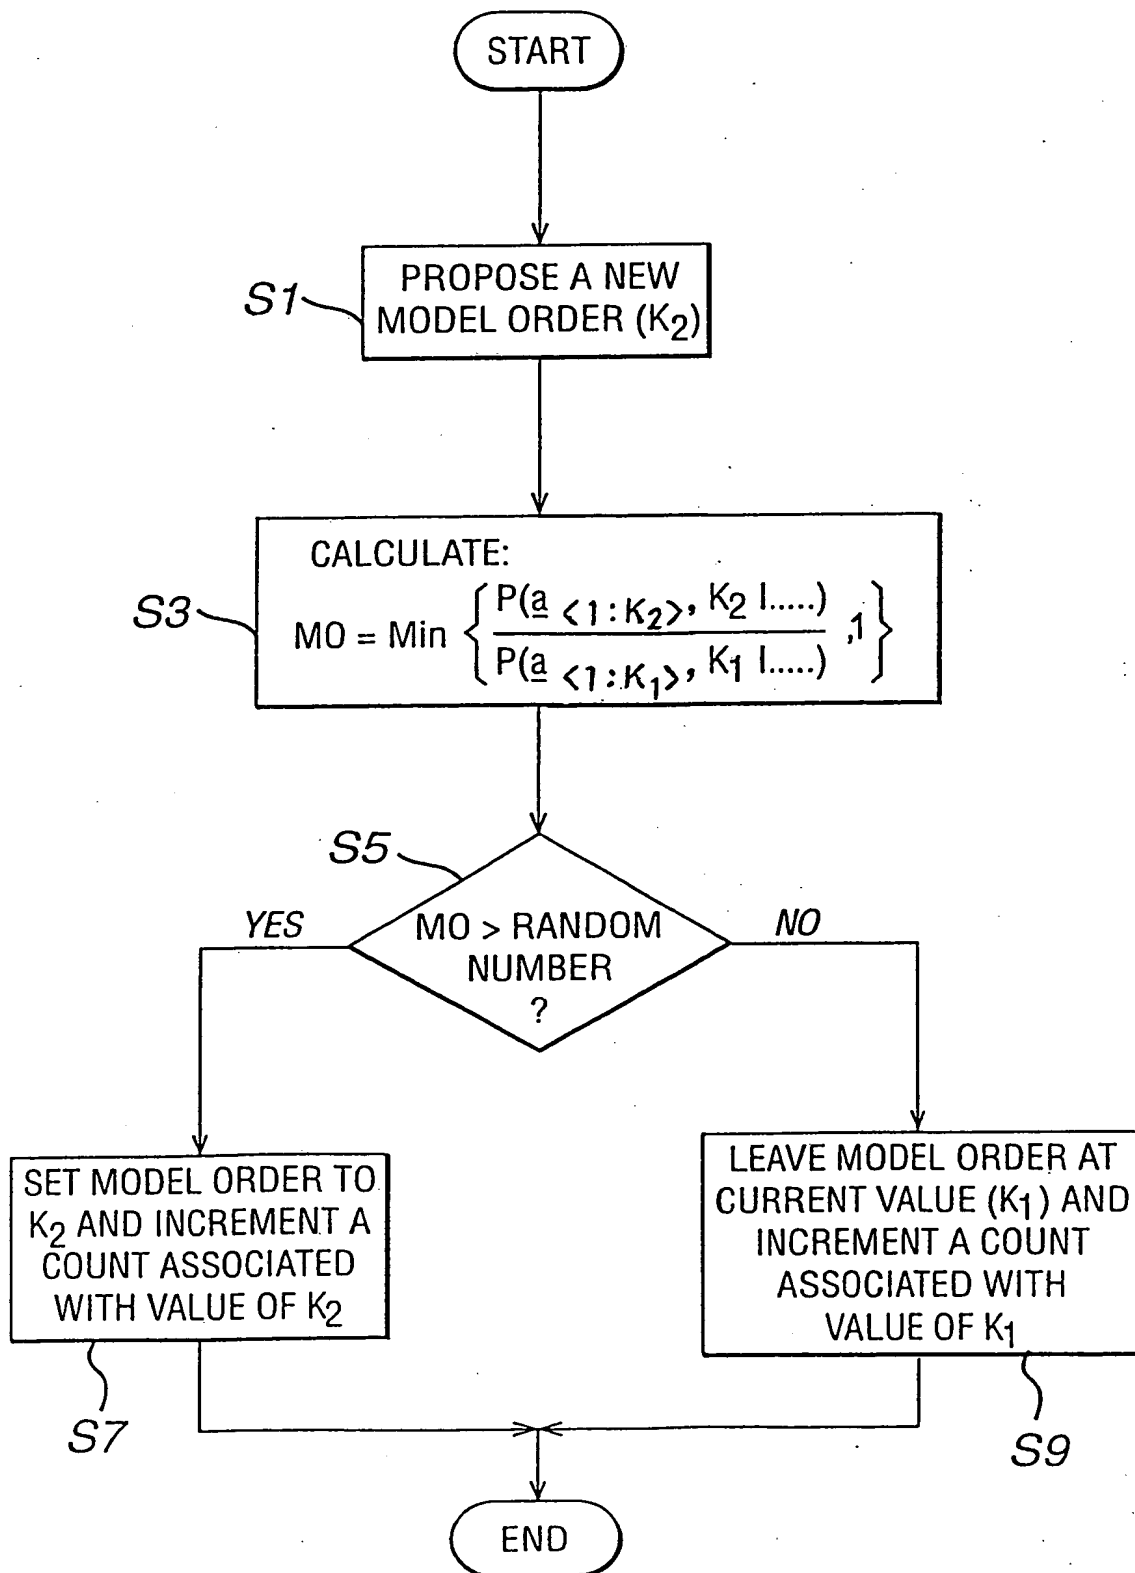 START
S1
PROPOSE A NEW
MODEL ORDER (K2)
S3
CALCULATE:
MO = Min { P(a <1:K2>, K2 I.....) / P(a <1:K1>, K1 I.....) ,1 }
S5
YES
MO > RANDOM
NUMBER
?
NO
SET MODEL ORDER TO
K2 AND INCREMENT A
COUNT ASSOCIATED
WITH VALUE OF K2
S7
LEAVE MODEL ORDER AT
CURRENT VALUE (K1) AND
INCREMENT A COUNT
ASSOCIATED WITH
VALUE OF K1
S9
END